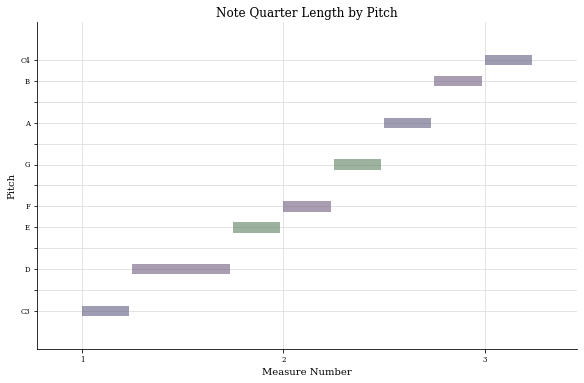 Note Quarter Length by Pitch
C4
B
A
G
F
E
D
C3
Pitch
1 2 3
Measure Number